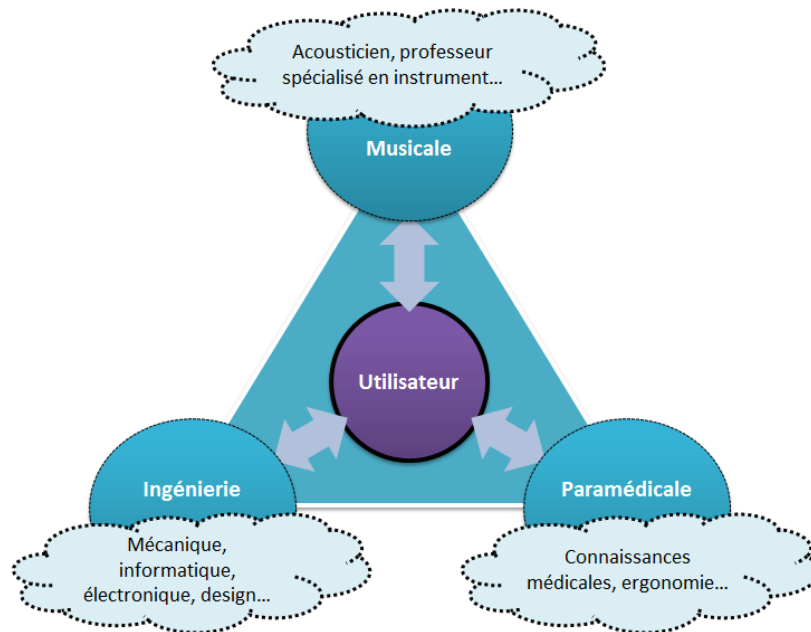 Acousticien, professeur
spécialisé en instrument…
Musicale
Utilisateur
Ingénierie
Paramédicale
Mécanique,
informatique,
électronique, design…
Connaissances
médicales, ergonomie…